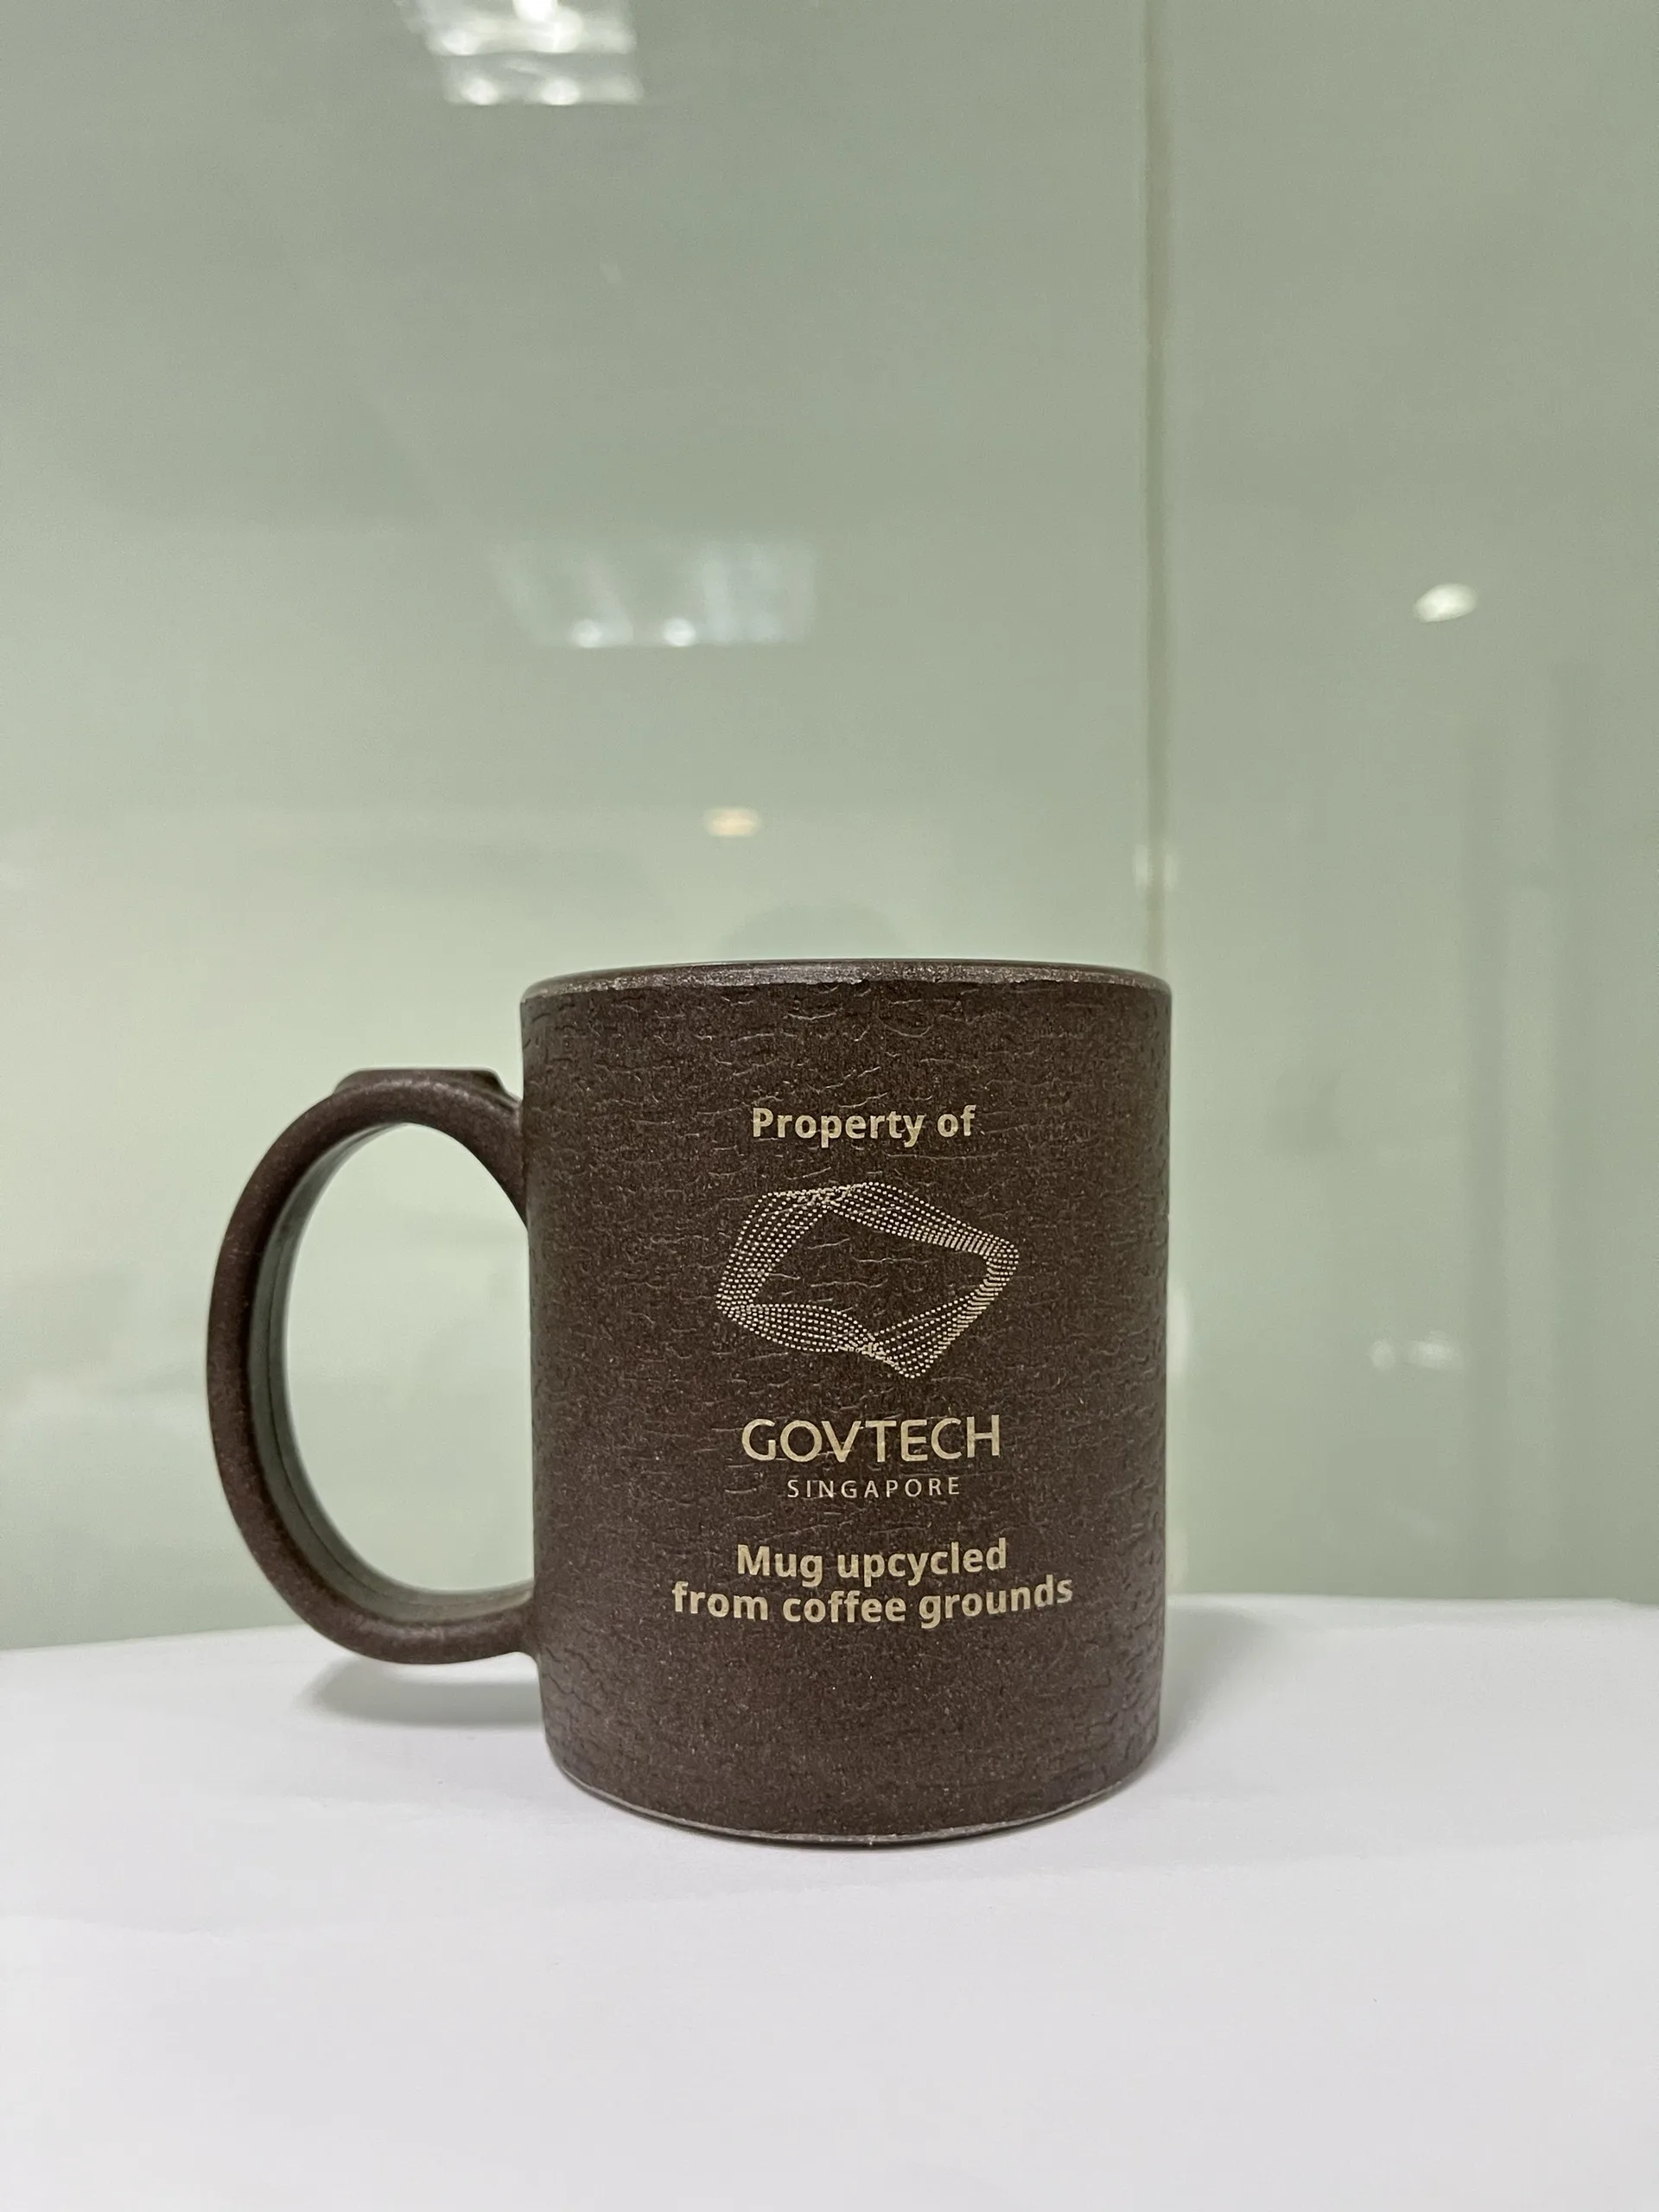 Property of
GOVTECH
SINGAPORE
Mug upcycled
from coffee grounds